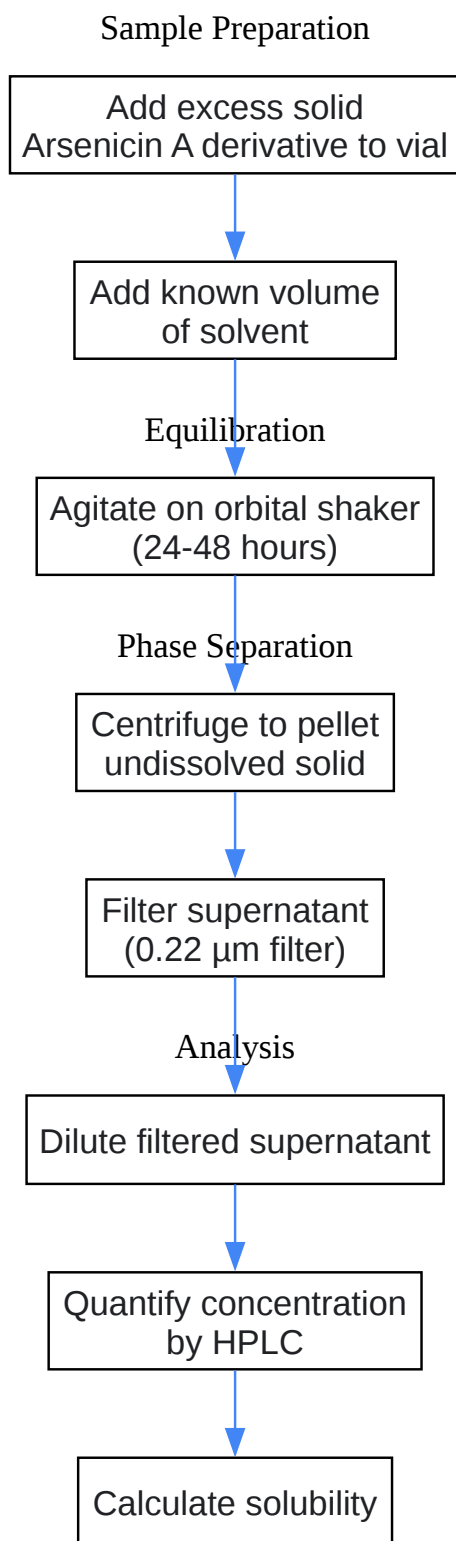 Sample Preparation
Add excess solid
Arsenicin A derivative to vial
Add known volume
of solvent
Equilibration
Agitate on orbital shaker
(24-48 hours)
Phase Separation
Centrifuge to pellet
undissolved solid
Filter supernatant
(0.22 µm filter)
Analysis
Dilute filtered supernatant
Quantify concentration
by HPLC
Calculate solubility